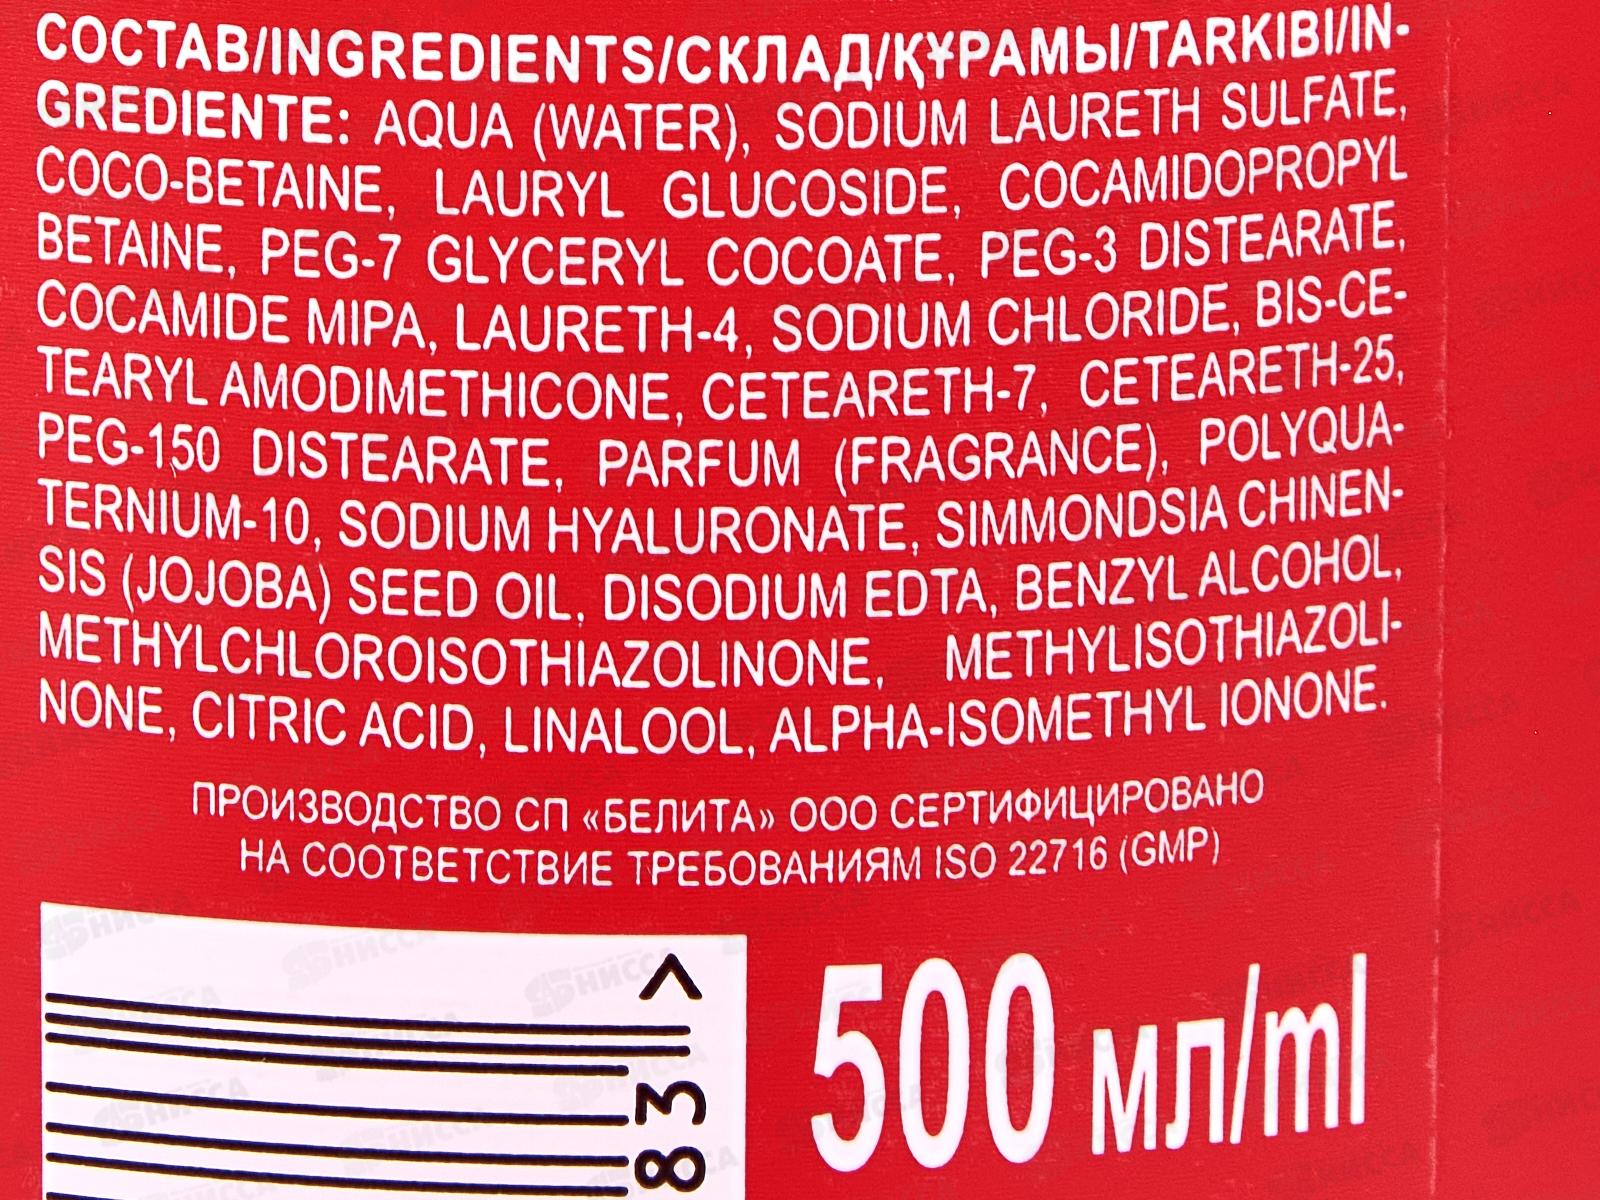 СОСТАВ/INGREDIENTS/СКЛАД/ҚҰРАМЫ/TARKIBI/IN-
GREDIENTE: AQUA (WATER), SODIUM LAURETH SULFATE,
COCO-BETAINE, LAURYL GLUCOSIDE, COCAMIDOPROPYL
BETAINE, PEG-7 GLYCERYL COCOATE, PEG-3 DISTEARATE,
COCAMIDE MIPA, LAURETH-4, SODIUM CHLORIDE, BIS-CE-
TEARYL AMODIMETHICONE, CETEARETH-7, CETEARETH-25,
PEG-150 DISTEARATE, PARFUM (FRAGRANCE), POLYQUA-
TERNIUM-10, SODIUM HYALURONATE, SIMMONDSIA CHINEN-
SIS (JOJOBA) SEED OIL, DISODIUM EDTA, BENZYL ALCOHOL,
METHYLCHLOROISOTHIAZOLINONE, METHYLISOTHIAZOLI-
NONE, CITRIC ACID, LINALOOL, ALPHA-ISOMETHYL IONONE.
ПРОИЗВОДСТВО СП «БЕЛИТА» ООО СЕРТИФИЦИРОВАНО
НА СООТВЕТСТВИЕ ТРЕБОВАНИЯМ ISO 22716 (GMP)
83 >
500 мл/ml